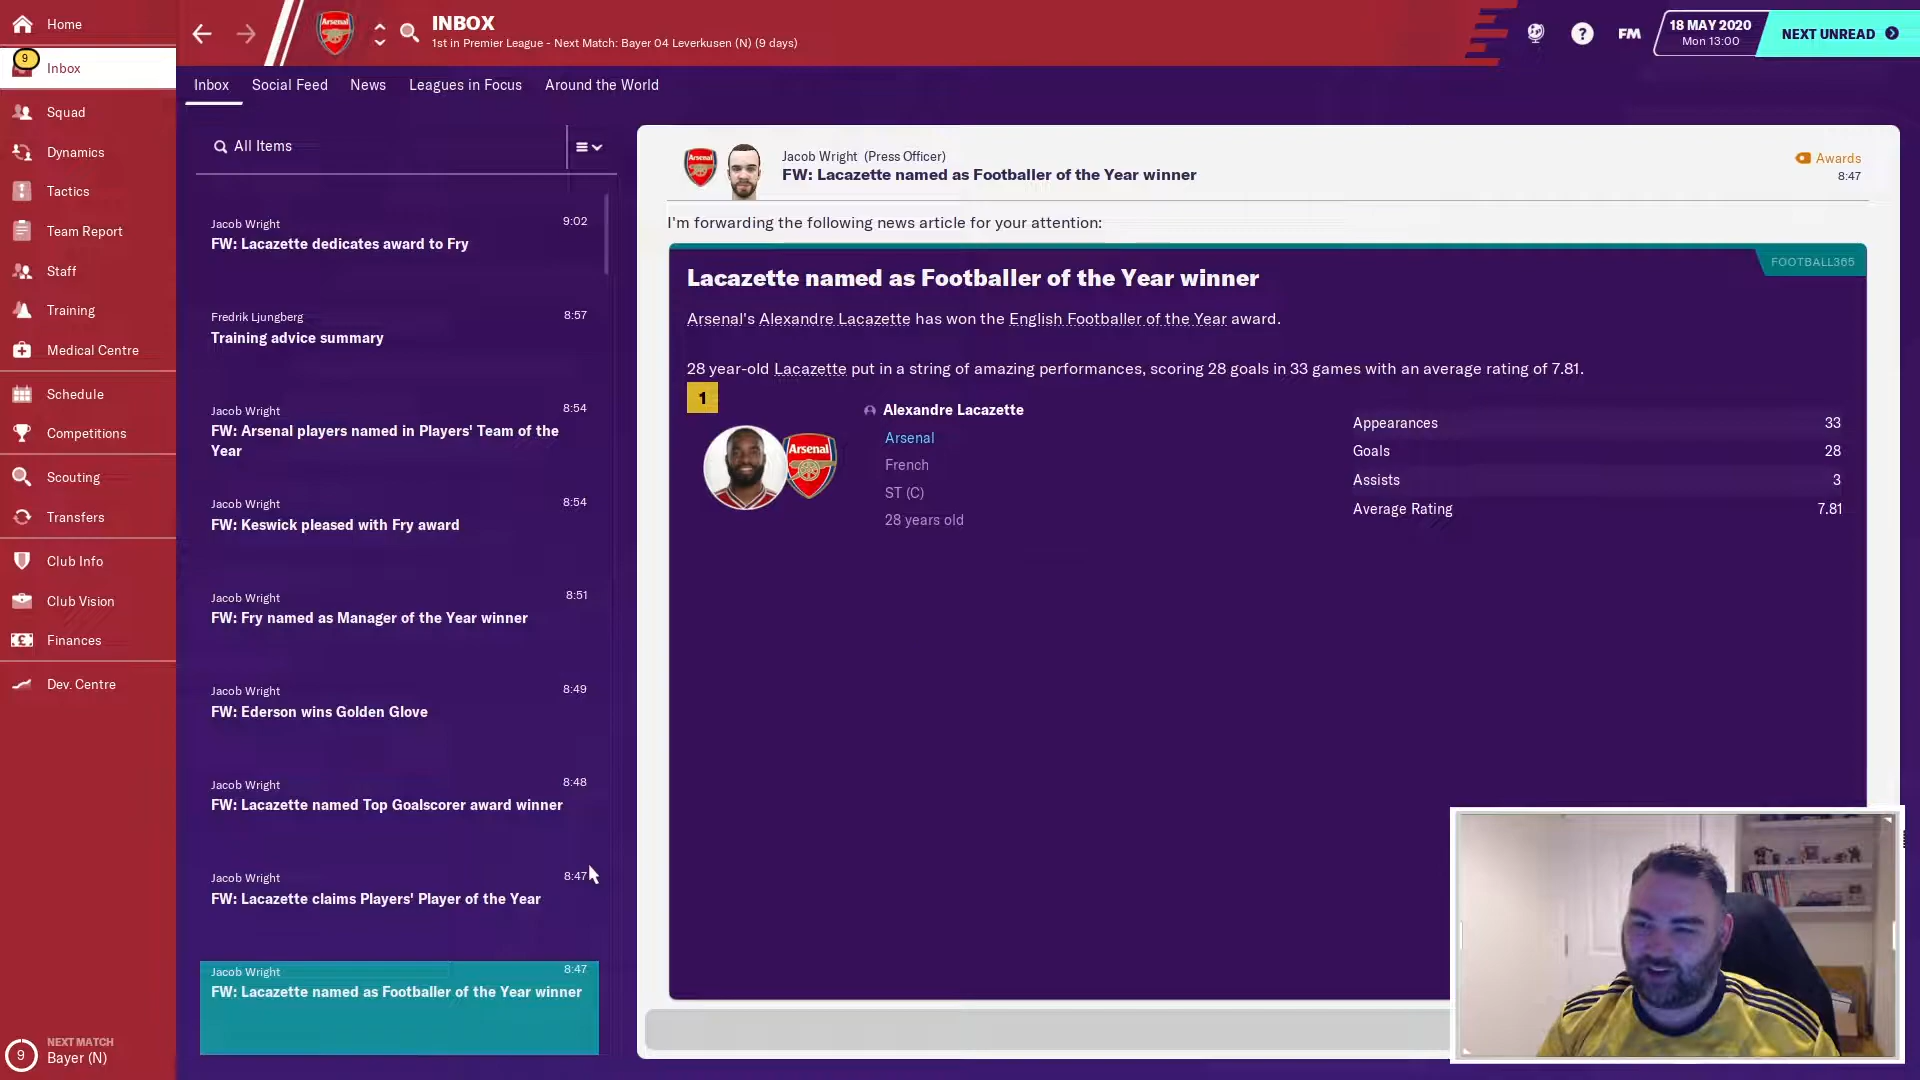 Home
9
Inbox
Squad
Dynamics
Tactics
Team Report
Staff
Training
Medical Centre
Schedule
Competitions
Scouting
Transfers
Club Info
Club Vision
Finances
Dev. Centre
9
NEXT MATCH
Bayer (N)
Arsenal
INBOX
1st in Premier League - Next Match: Bayer 04 Leverkusen (N) (9 days)
?
FM
18 MAY 2020
Mon 13:00
NEXT UNREAD
Inbox
Social Feed
News
Leagues in Focus
Around the World
All Items
Jacob Wright
9:02
FW: Lacazette dedicates award to Fry
Fredrik Ljungberg
8:57
Training advice summary
Jacob Wright
8:54
FW: Arsenal players named in Players' Team of the
Year
Jacob Wright
8:54
FW: Keswick pleased with Fry award
Jacob Wright
8:51
FW: Fry named as Manager of the Year winner
Jacob Wright
8:49
FW: Ederson wins Golden Glove
Jacob Wright
8:48
FW: Lacazette named Top Goalscorer award winner
Jacob Wright
8:47
FW: Lacazette claims Players' Player of the Year
Jacob Wright
8:47
FW: Lacazette named as Footballer of the Year winner
Arsenal
Jacob Wright (Press Officer)
FW: Lacazette named as Footballer of the Year winner
Awards
8:47
I'm forwarding the following news article for your attention:
FOOTBALL365
Lacazette named as Footballer of the Year winner
Arsenal's Alexandre Lacazette has won the English Footballer of the Year award.
28 year-old Lacazette put in a string of amazing performances, scoring 28 goals in 33 games with an average rating of 7.81.
1
Arsenal
Alexandre Lacazette
Arsenal
French
ST (C)
28 years old
Appearances 33
Goals 28
Assists 3
Average Rating 7.81